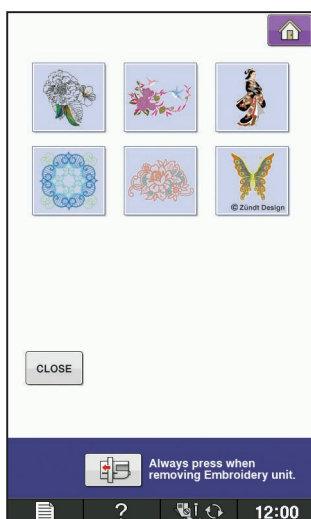 © Zündt Design
CLOSE
Always press when
removing Embroidery unit.
?
12:00